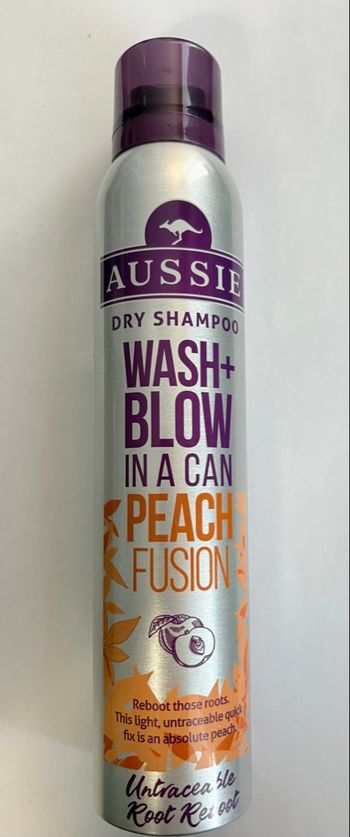 AUSSIE
DRY SHAMPOO
WASH+
BLOW
IN A CAN
PEACH
FUSION
Reboot those roots.
This light, untraceable quick
fix is an absolute peach.
Untraceable
Root Reboot